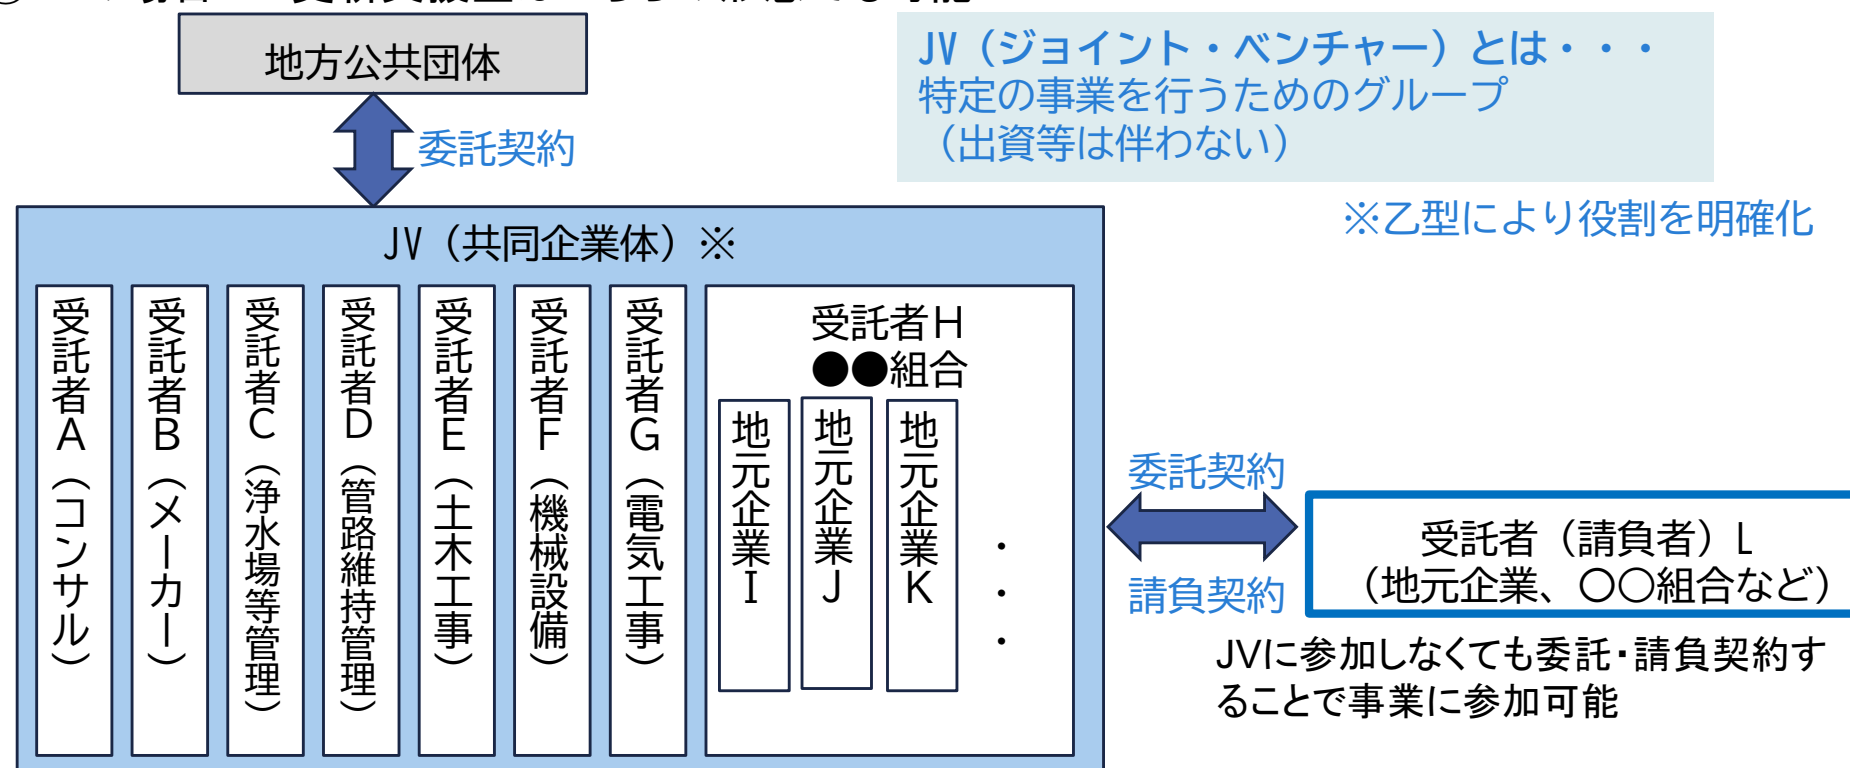 地方公共団体
委託契約
JV（ジョイント・ベンチャー）とは・・・
特定の事業を行うためのグループ
（出資等は伴わない）
※乙型により役割を明確化
JV（共同企業体）※
受託者A（コンサル）
受託者B（メーカー）
受託者C（浄水場等管理）
受託者D（管路維持管理）
受託者E（土木工事）
受託者F（機械設備）
受託者G（電気工事）
受託者H
●●組合
地元企業I
地元企業J
地元企業K
・・・
委託契約
請負契約
受託者（請負者）L
（地元企業、〇〇組合など）
JVに参加しなくても委託・請負契約す
ることで事業に参加可能